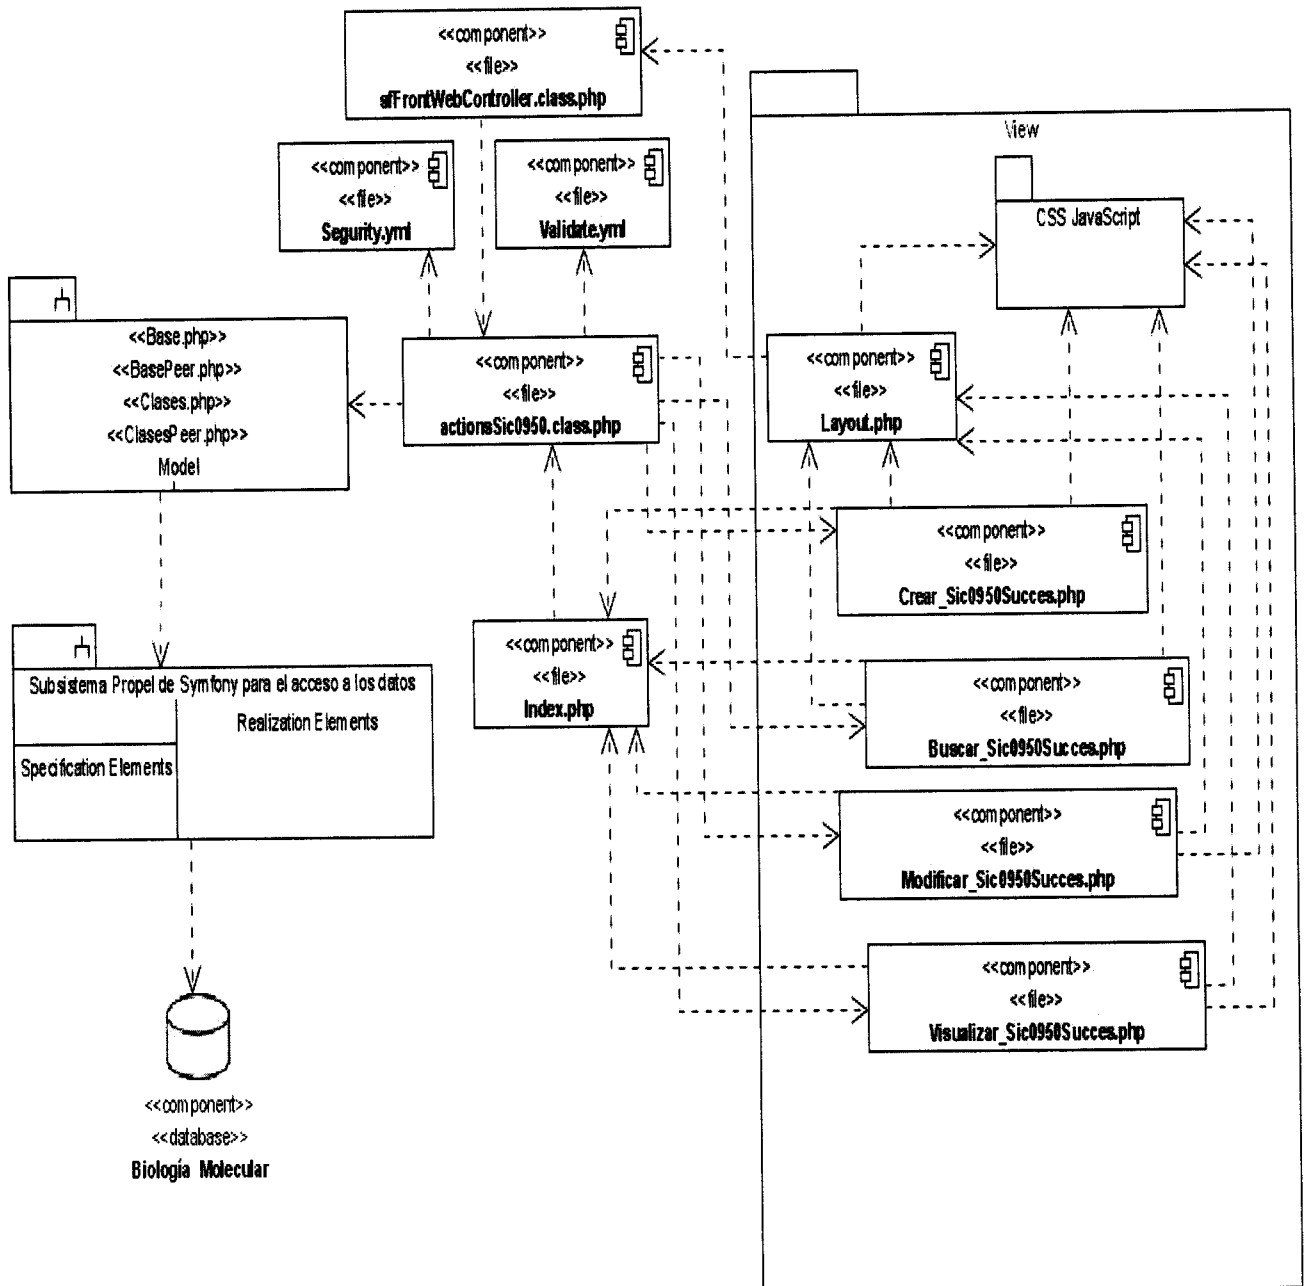 <<component>>
<<file>>
sfFrontWebController.class.php
<<component>>
<<file>>
Segurity.yml
<<component>>
<<file>>
Validate.yml
View
CSS JavaScript
<<Base.php>>
<<BasePeer.php>>
<<Clases.php>>
<<ClasesPeer.php>>
Model
<<component>>
<<file>>
actionsSic0950.class.php
<<component>>
<<file>>
Layout.php
<<component>>
<<file>>
Crear_Sic0950Succes.php
<<component>>
<<file>>
Index.php
Subsistema Propel de Symfony para el acceso a los datos
Realization Elements
Specification Elements
<<component>>
<<file>>
Buscar_Sic0950Succes.php
<<component>>
<<file>>
Modificar_Sic0950Succes.php
<<component>>
<<file>>
Visualizar_Sic0950Succes.php
<<component>>
<<database>>
Biología Molecular